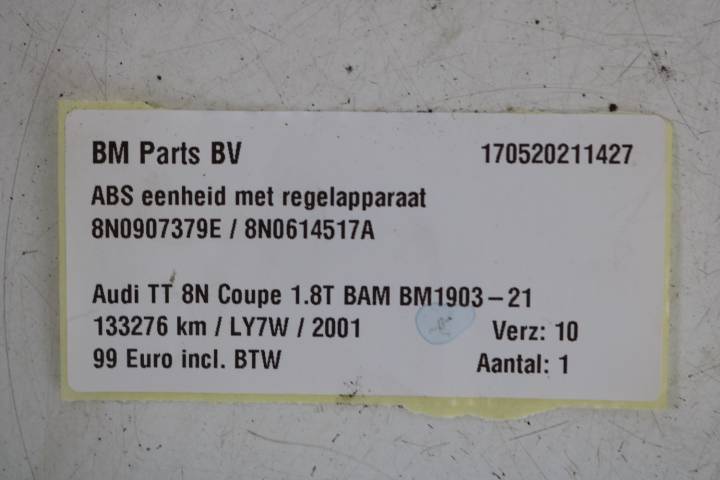 BM Parts BV 170520211427
ABS eenheid met regelapparaat
8N0907379E / 8N0614517A
Audi TT 8N Coupe 1.8T BAM BM1903-21
133276 km / LY7W / 2001 Verz: 10
99 Euro incl. BTW Aantal: 1